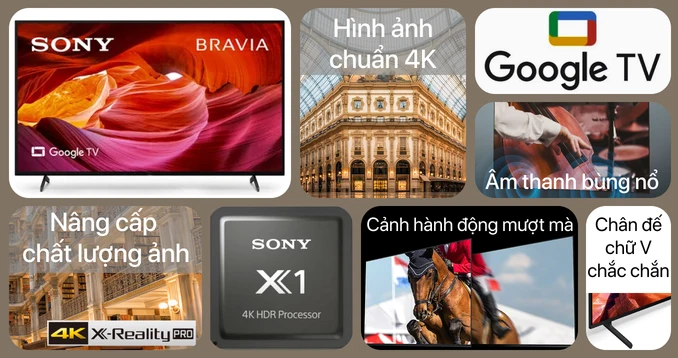 SONY
BRAVIA
Google TV
Hình ảnh
chuẩn 4K
Google TV
Âm thanh bùng nổ
Nâng cấp
chất lượng ảnh
4K X-Reality PRO
SONY
X1
4K HDR Processor
Cảnh hành động mượt mà
Chân đế
chữ V
chắc chắn